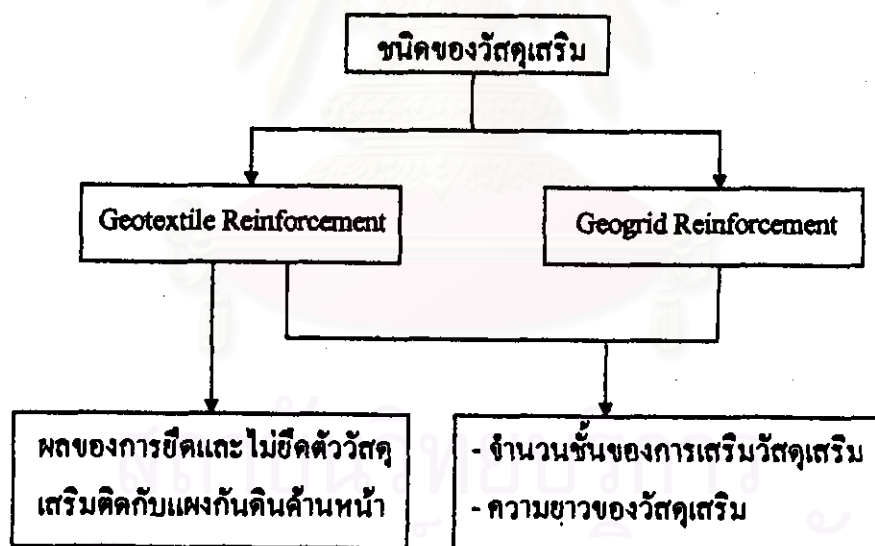 ชนิดของวัสดุเสริม
Geotextile Reinforcement
Geogrid Reinforcement
ผลของการยึดและไม่ยึดตัววัสดุ
เสริมติดกับแผงกันดินด้านหน้า
- จำนวนชั้นของการเสริมวัสดุเสริม
- ความยาวของวัสดุเสริม